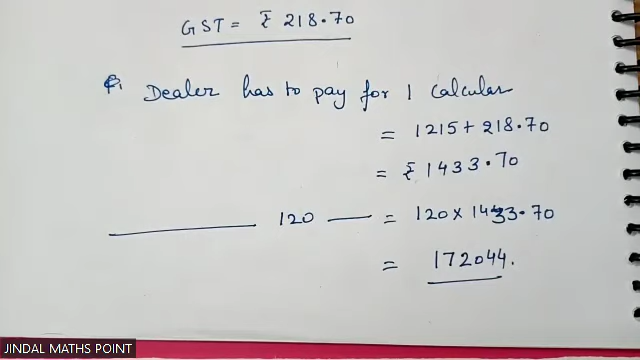 GST = ₹ 218.70
Dealer has to pay for 1 calculas
= 1215 + 218.70
= ₹ 1433.70
120 = 120 x 1433.70
= 172044.
JINDAL MATHS POINT